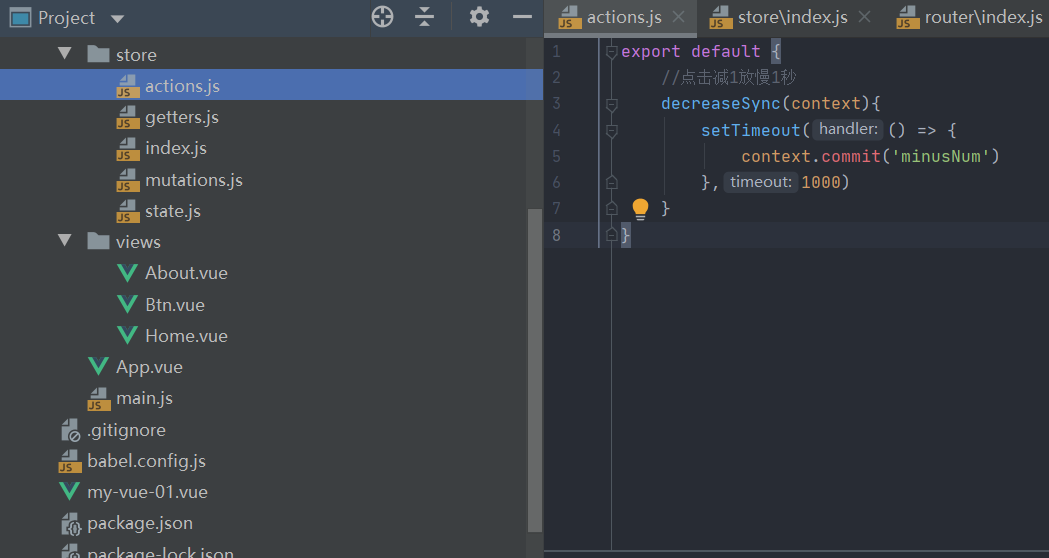 Project
store
actions.js
getters.js
index.js
mutations.js
state.js
views
About.vue
Btn.vue
Home.vue
App.vue
main.js
.gitignore
babel.config.js
my-vue-01.vue
package.json
package-lock.json
actions.js
store\index.js
router\index.js
1 export default {
2 //点击减1放慢1秒
3 decreaseSync(context){
4 setTimeout( handler: () => {
5 context.commit('minusNum')
6 }, timeout: 1000)
7 }
8 }